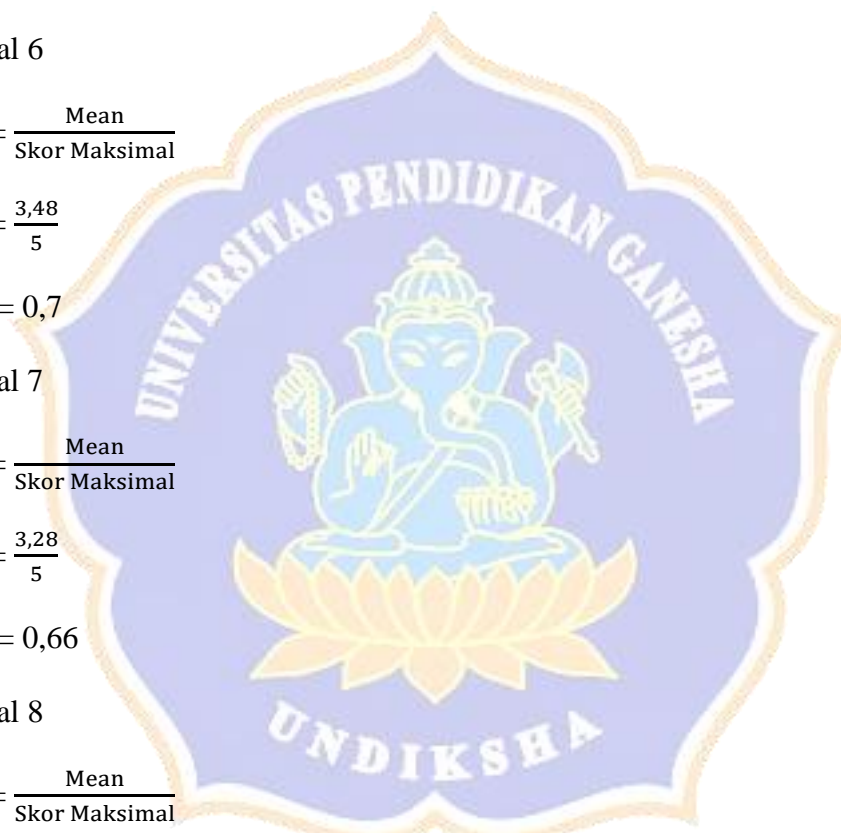 al 6
= Mean / Skor Maksimal
= 3,48 / 5
= 0,7
al 7
= Mean / Skor Maksimal
= 3,28 / 5
= 0,66
al 8
= Mean / Skor Maksimal
UNIVERSITAS PENDIDIKAN GANESHA
UNDIKSHA